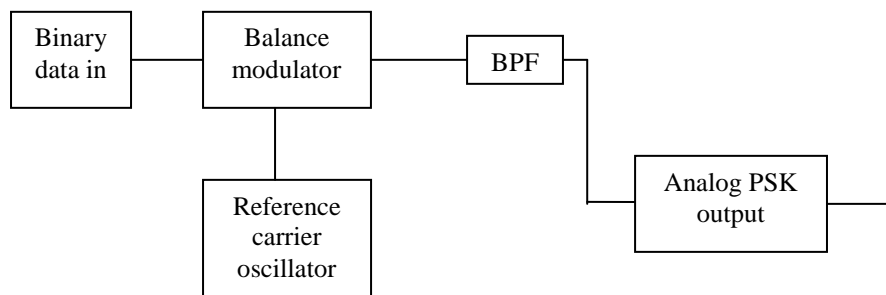 Binary
data in
Balance
modulator
BPF
Analog PSK
output
Reference
carrier
oscillator